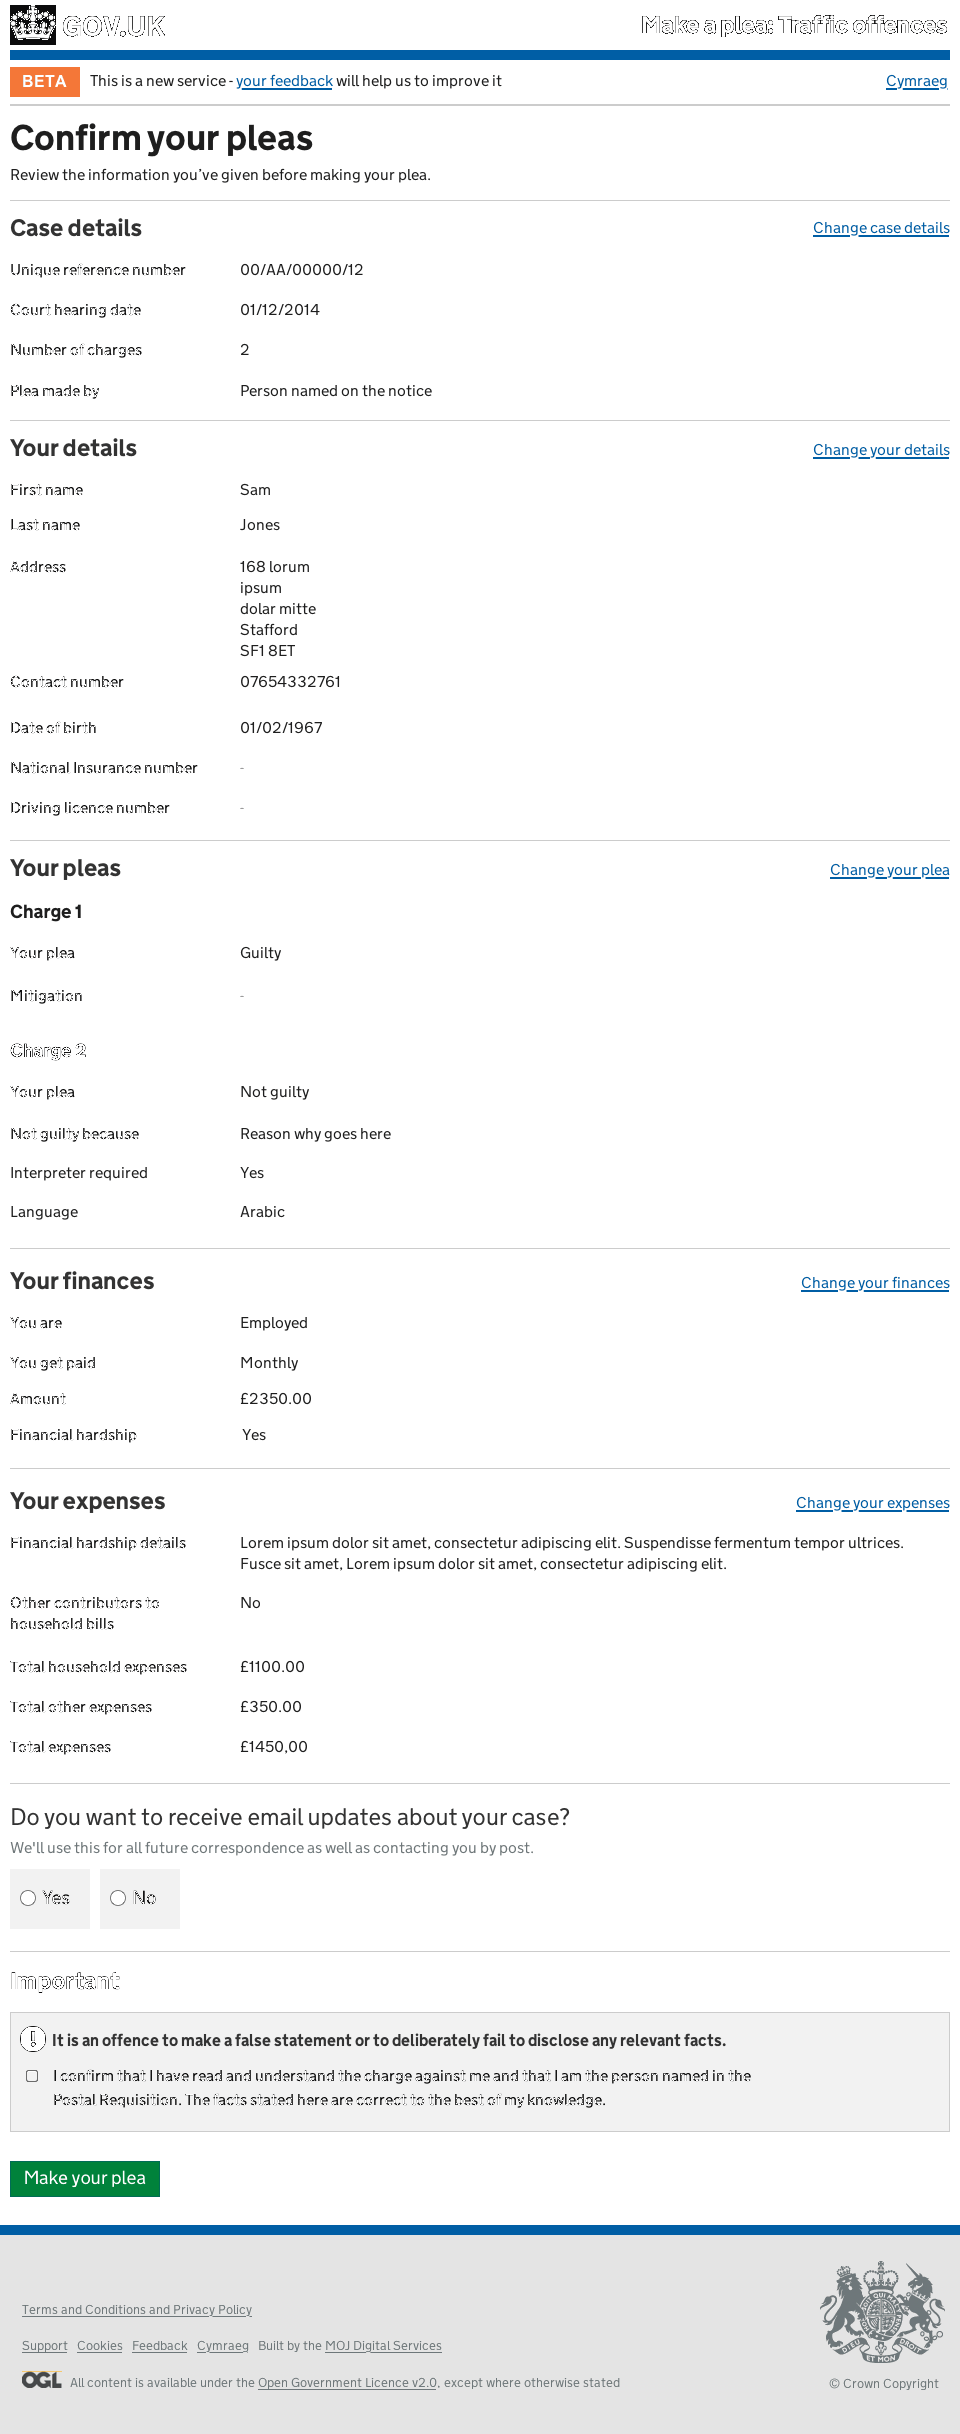 GOV.UK
Make a plea: Traffic offences
BETA This is a new service - your feedback will help us to improve it Cymraeg
Confirm your pleas
Review the information you've given before making your plea.
Case details Change case details
Unique reference number 00/AA/00000/12
Court hearing date 01/12/2014
Number of charges 2
Plea made by Person named on the notice
Your details Change your details
First name Sam
Last name Jones
Address 168 lorum
ipsum
dolar mitte
Stafford
SF1 8ET
Contact number 07654332761
Date of birth 01/02/1967
National Insurance number -
Driving licence number -
Your pleas Change your plea
Charge 1
Your plea Guilty
Mitigation -
Charge 2
Your plea Not guilty
Not guilty because Reason why goes here
Interpreter required Yes
Language Arabic
Your finances Change your finances
You are Employed
You get paid Monthly
Amount £2350.00
Financial hardship Yes
Your expenses Change your expenses
Financial hardship details Lorem ipsum dolor sit amet, consectetur adipiscing elit. Suspendisse fermentum tempor ultrices.
Fusce sit amet, Lorem ipsum dolor sit amet, consectetur adipiscing elit.
Other contributors to No
household bills
Total household expenses £1100.00
Total other expenses £350.00
Total expenses £1450,00
Do you want to receive email updates about your case?
We'll use this for all future correspondence as well as contacting you by post.
Yes No
Important
! It is an offence to make a false statement or to deliberately fail to disclose any relevant facts.
I confirm that I have read and understand the charge against me and that I am the person named in the
Postal Requisition. The facts stated here are correct to the best of my knowledge.
Make your plea
Terms and Conditions and Privacy Policy
Support Cookies Feedback Cymraeg Built by the MOJ Digital Services
OGL All content is available under the Open Government Licence v2.0, except where otherwise stated
DIEU ET MON DROIT
© Crown Copyright